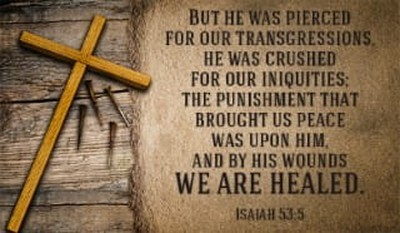 But he was pierced
for our transgressions,
he was crushed
for our iniquities;
the punishment that
brought us peace
was upon him,
and by his wounds
WE ARE HEALED.
Isaiah 53:5